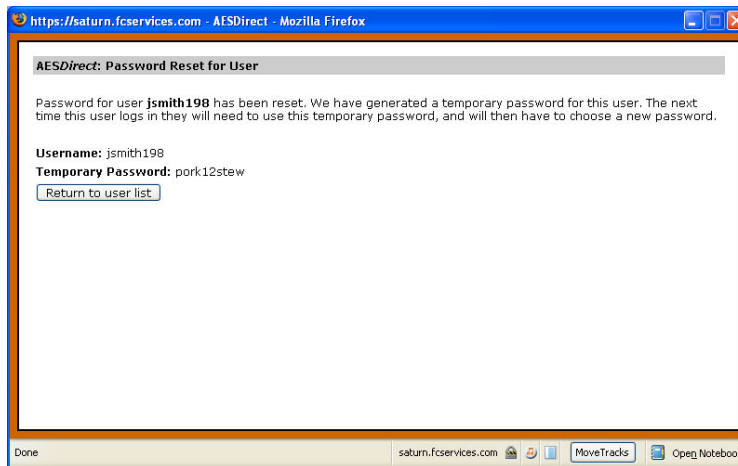 https://saturn.fcservices.com - AESDirect - Mozilla Firefox
AESDirect: Password Reset for User
Password for user jsmith198 has been reset. We have generated a temporary password for this user. The next
time this user logs in they will need to use this temporary password, and will then have to choose a new password.
Username: jsmith198
Temporary Password: pork12stew
Return to user list
Done saturn.fcservices.com MoveTracks Open Noteboo